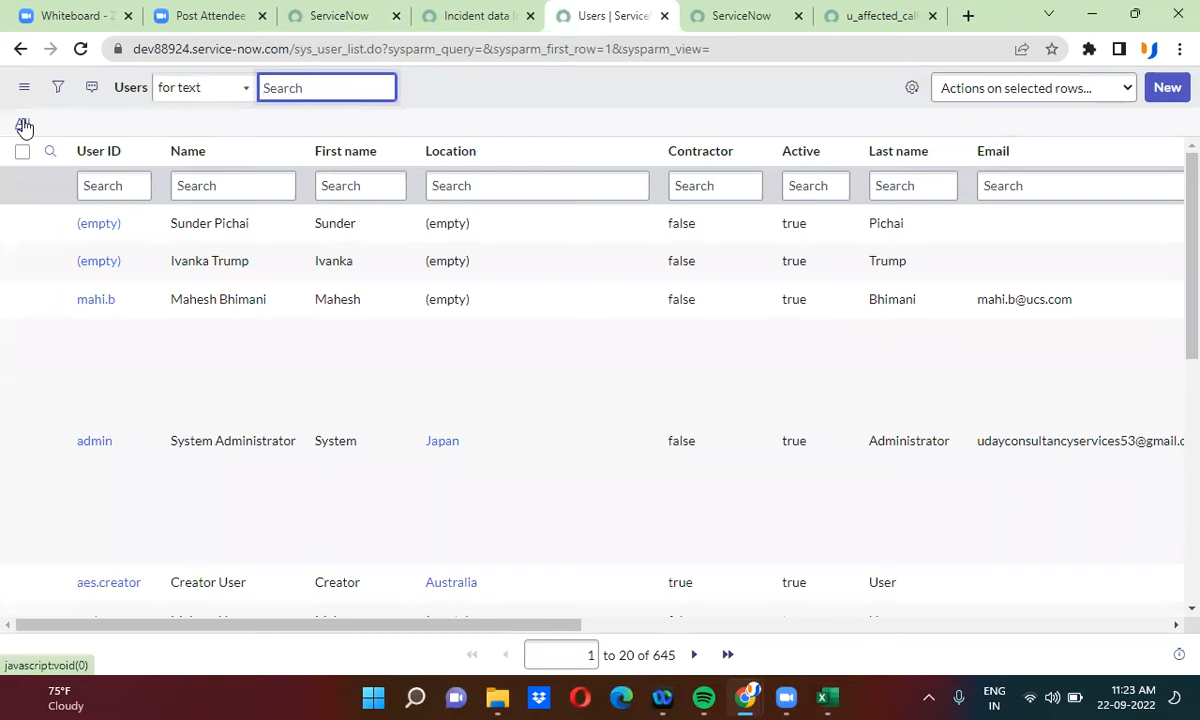 Whiteboard - Z
Post Attendee
ServiceNow
Incident data l
Users | Service
ServiceNow
u_affected_call
dev88924.service-now.com/sys_user_list.do?sysparm_query=&sysparm_first_row=1&sysparm_view=
Users for text Search Actions on selected rows... New
All
User ID Name First name Location Contractor Active Last name Email
Search Search Search Search Search Search Search Search
(empty) Sunder Pichai Sunder (empty) false true Pichai
(empty) Ivanka Trump Ivanka (empty) false true Trump
mahi.b Mahesh Bhimani Mahesh (empty) false true Bhimani mahi.b@ucs.com
admin System Administrator System Japan false true Administrator udayconsultancyservices53@gmail.c
aes.creator Creator User Creator Australia true true User
1 to 20 of 645
javascript:void(0)
75°F
Cloudy
ENG
IN
11:23 AM
22-09-2022